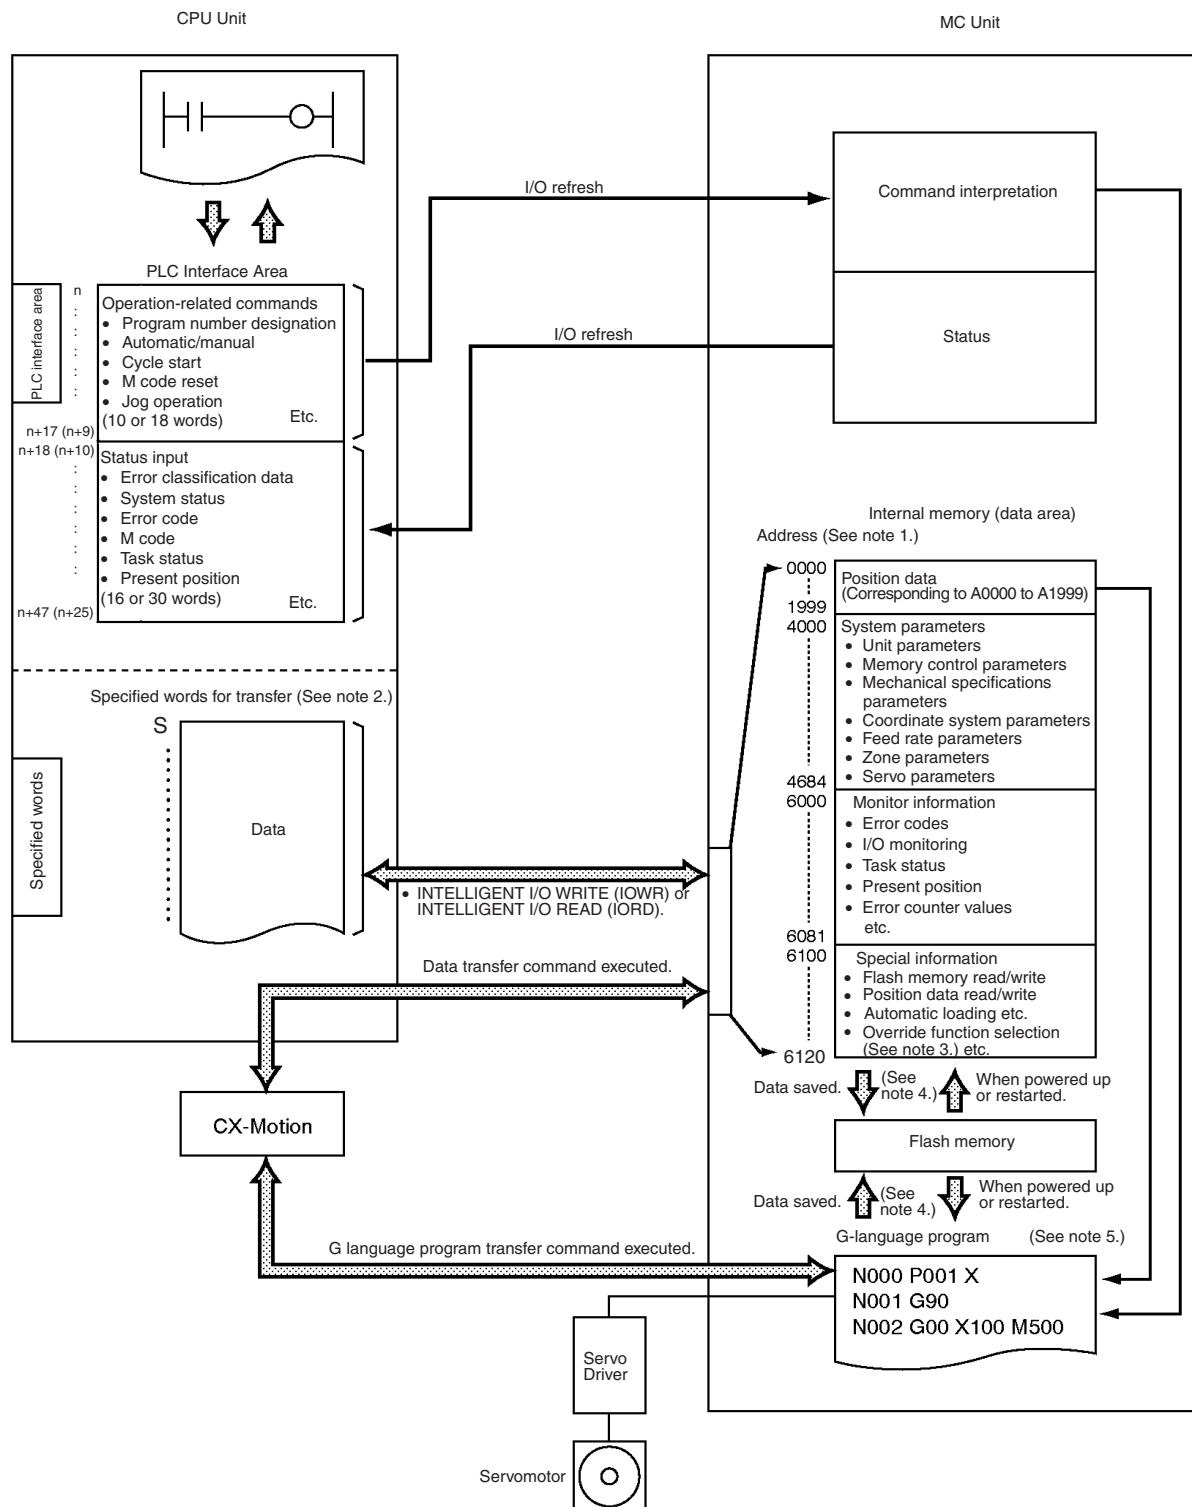 CPU Unit
MC Unit
I/O refresh
Command interpretation
PLC Interface Area
PLC interface area
n
:
:
:
:
:
n+17 (n+9)
Operation-related commands
• Program number designation
• Automatic/manual
• Cycle start
• M code reset
• Jog operation
(10 or 18 words) Etc.
I/O refresh
Status
n+18 (n+10)
:
:
:
:
:
:
n+47 (n+25)
Status input
• Error classification data
• System status
• Error code
• M code
• Task status
• Present position
(16 or 30 words) Etc.
Internal memory (data area)
Address (See note 1.)
0000
1999
Position data
(Corresponding to A0000 to A1999)
4000
4684
System parameters
• Unit parameters
• Memory control parameters
• Mechanical specifications
parameters
• Coordinate system parameters
• Feed rate parameters
• Zone parameters
• Servo parameters
6000
6081
Monitor information
• Error codes
• I/O monitoring
• Task status
• Present position
• Error counter values
etc.
6100
6120
Special information
• Flash memory read/write
• Position data read/write
• Automatic loading etc.
• Override function selection
(See note 3.) etc.
Specified words for transfer (See note 2.)
S
Specified words
Data
• INTELLIGENT I/O WRITE (IOWR) or
INTELLIGENT I/O READ (IORD).
Data transfer command executed.
CX-Motion
Data saved.
(See
note 4.)
When powered up
or restarted.
Flash memory
Data saved.
(See
note 4.)
When powered up
or restarted.
G language program transfer command executed.
G-language program
(See note 5.)
N000 P001 X
N001 G90
N002 G00 X100 M500
Servo
Driver
Servomotor